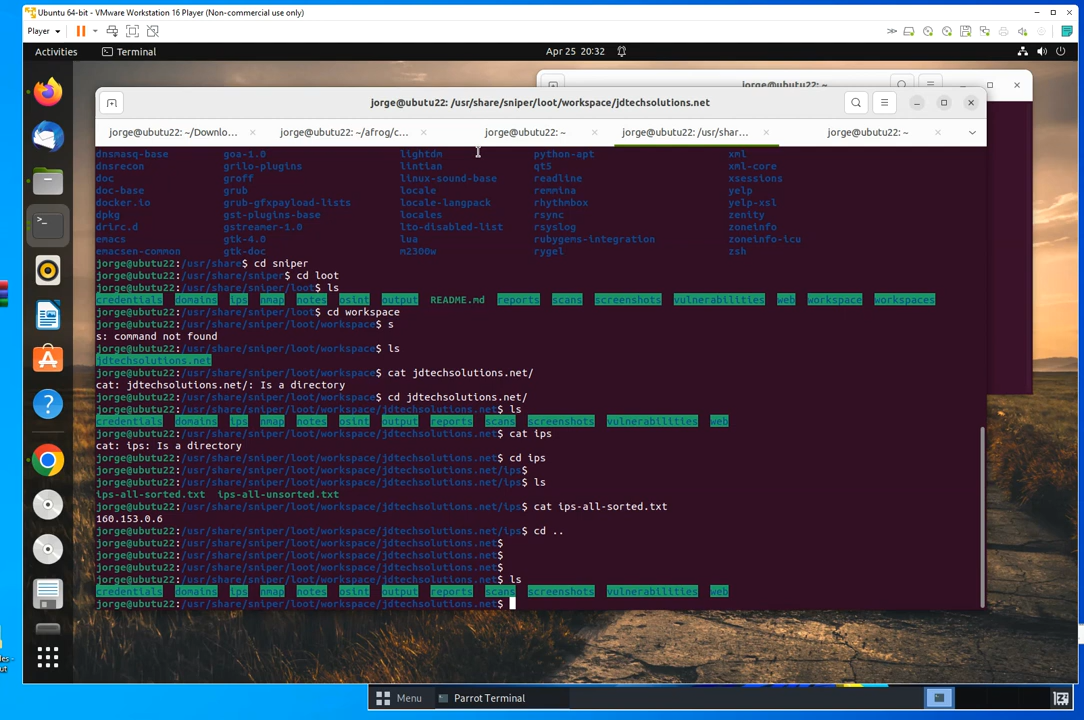 Ubuntu 64-bit - VMware Workstation 16 Player (Non-commercial use only)
Player
Activities
Terminal
Apr 25 20:32
jorge@ubutu22: ~
jorge@ubutu22: /usr/share/sniper/loot/workspace/jdtechsolutions.net
jorge@ubutu22: ~/Downlo...
jorge@ubutu22: ~/afrog/c...
jorge@ubutu22: ~
jorge@ubutu22: /usr/shar...
jorge@ubutu22: ~
dnsmasq-base goa-1.0 lightdm python-apt xml
dnsrecon grilo-plugins lintian qt5 xml-core
doc groff linux-sound-base readline xsessions
doc-base grub locale remmina yelp
docker.io grub-gfxpayload-lists locale-langpack rhythmbox yelp-xsl
dpkg gst-plugins-base locales rsync zenity
drirc.d gstreamer-1.0 lto-disabled-list rsyslog zoneinfo
emacs gtk-4.0 lua rubygems-integration zoneinfo-icu
emacsen-common gtk-doc m2300w rygel zsh
jorge@ubutu22:/usr/share$ cd sniper
jorge@ubutu22:/usr/share/sniper$ cd loot
jorge@ubutu22:/usr/share/sniper/loot$ ls
credentials domains ips nmap notes osint output README.md reports scans screenshots vulnerabilities web workspace workspaces
jorge@ubutu22:/usr/share/sniper/loot$ cd workspace
jorge@ubutu22:/usr/share/sniper/loot/workspace$ s
s: command not found
jorge@ubutu22:/usr/share/sniper/loot/workspace$ ls
jdtechsolutions.net
jorge@ubutu22:/usr/share/sniper/loot/workspace$ cat jdtechsolutions.net/
cat: jdtechsolutions.net/: Is a directory
jorge@ubutu22:/usr/share/sniper/loot/workspace$ cd jdtechsolutions.net/
jorge@ubutu22:/usr/share/sniper/loot/workspace/jdtechsolutions.net$ ls
credentials domains ips nmap notes osint output reports scans screenshots vulnerabilities web
jorge@ubutu22:/usr/share/sniper/loot/workspace/jdtechsolutions.net$ cat ips
cat: ips: Is a directory
jorge@ubutu22:/usr/share/sniper/loot/workspace/jdtechsolutions.net$ cd ips
jorge@ubutu22:/usr/share/sniper/loot/workspace/jdtechsolutions.net/ips$
jorge@ubutu22:/usr/share/sniper/loot/workspace/jdtechsolutions.net/ips$ ls
ips-all-sorted.txt ips-all-unsorted.txt
jorge@ubutu22:/usr/share/sniper/loot/workspace/jdtechsolutions.net/ips$ cat ips-all-sorted.txt
160.153.0.6
jorge@ubutu22:/usr/share/sniper/loot/workspace/jdtechsolutions.net/ips$ cd ..
jorge@ubutu22:/usr/share/sniper/loot/workspace/jdtechsolutions.net$
jorge@ubutu22:/usr/share/sniper/loot/workspace/jdtechsolutions.net$
jorge@ubutu22:/usr/share/sniper/loot/workspace/jdtechsolutions.net$
jorge@ubutu22:/usr/share/sniper/loot/workspace/jdtechsolutions.net$ ls
credentials domains ips nmap notes osint output reports scans screenshots vulnerabilities web
jorge@ubutu22:/usr/share/sniper/loot/workspace/jdtechsolutions.net$
Menu
Parrot Terminal